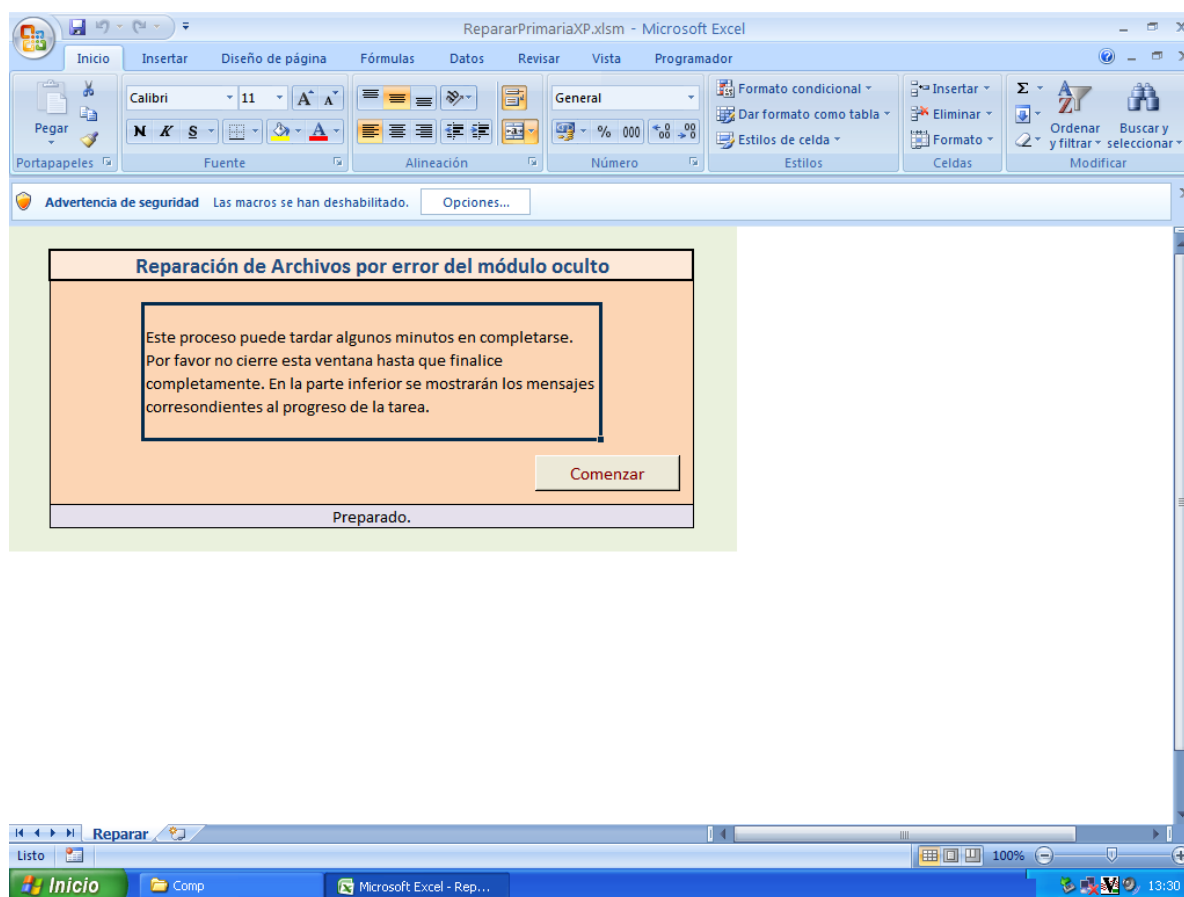 RepararPrimariaXP.xlsm - Microsoft Excel
Inicio Insertar Diseño de página Fórmulas Datos Revisar Vista Programador
Pegar
Calibri 11 A A
N K S A
General
% 000
Formato condicional
Dar formato como tabla
Estilos de celda
Insertar
Eliminar
Formato
Σ
Ordenar y filtrar
Buscar y seleccionar
Portapapeles Fuente Alineación Número Estilos Celdas Modificar
Advertencia de seguridad Las macros se han deshabilitado. Opciones...
Reparación de Archivos por error del módulo oculto
Este proceso puede tardar algunos minutos en completarse.
Por favor no cierre esta ventana hasta que finalice
completamente. En la parte inferior se mostrarán los mensajes
corresondientes al progreso de la tarea.
Comenzar
Preparado.
Reparar
Listo 100%
Inicio Comp Microsoft Excel - Rep... 13:30